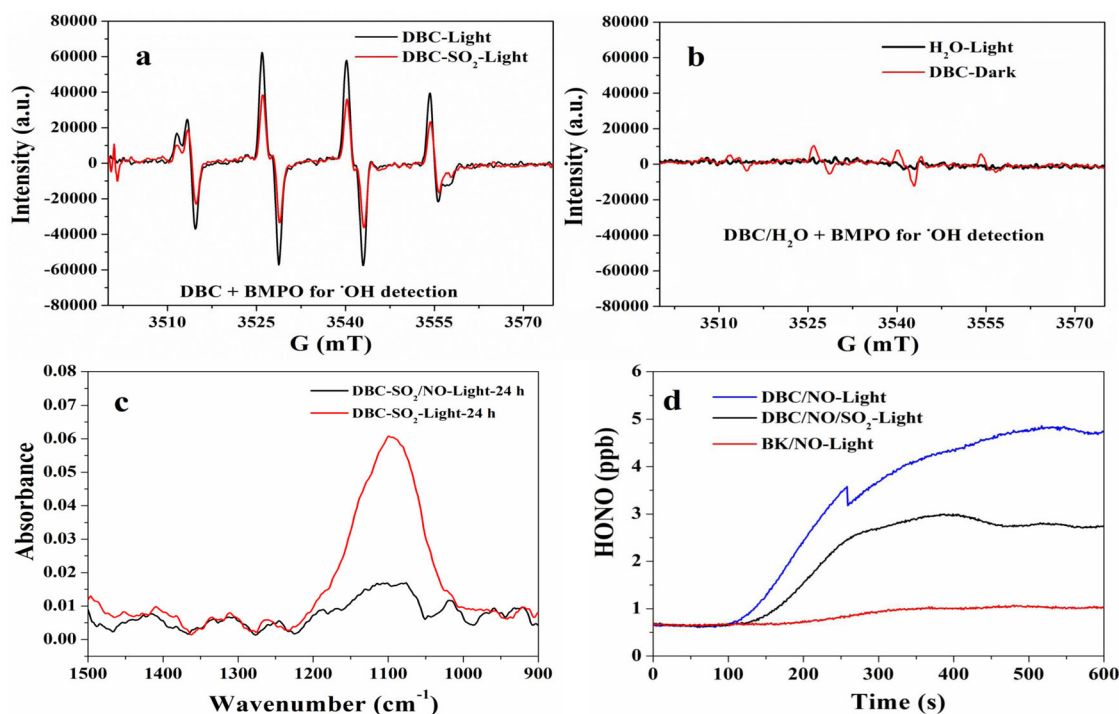 a
DBC-Light
DBC-SO₂-Light
80000
60000
40000
20000
0
-20000
-40000
-60000
-80000
Intensity (a.u.)
DBC + BMPO for ˙OH detection
3510 3525 3540 3555 3570
G (mT)
b
H₂O-Light
DBC-Dark
80000
60000
40000
20000
0
-20000
-40000
-60000
-80000
Intensity (a.u.)
DBC/H₂O + BMPO for ˙OH detection
3510 3525 3540 3555 3570
G (mT)
c
DBC-SO₂/NO-Light-24 h
DBC-SO₂-Light-24 h
0.08
0.07
0.06
0.05
0.04
0.03
0.02
0.01
0.00
Absorbance
1500 1400 1300 1200 1100 1000 900
Wavenumber (cm⁻¹)
d
DBC/NO-Light
DBC/NO/SO₂-Light
BK/NO-Light
6
5
4
3
2
1
0
HONO (ppb)
0 100 200 300 400 500 600
Time (s)